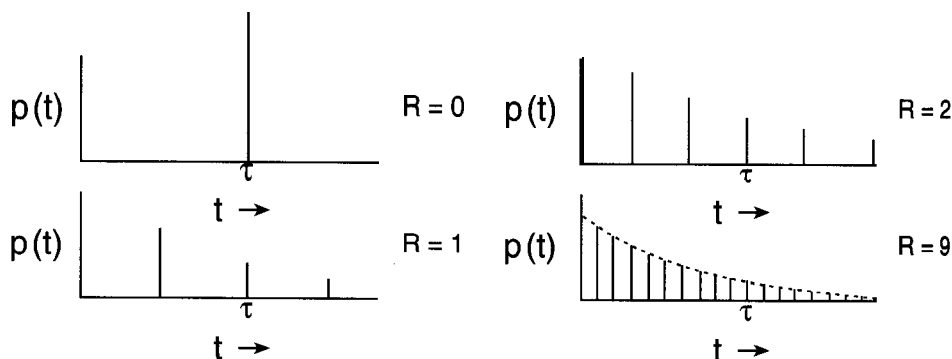 p(t)
R = 0
τ
t →
p(t)
R = 1
τ
t →
p(t)
R = 2
τ
t →
p(t)
R = 9
τ
t →